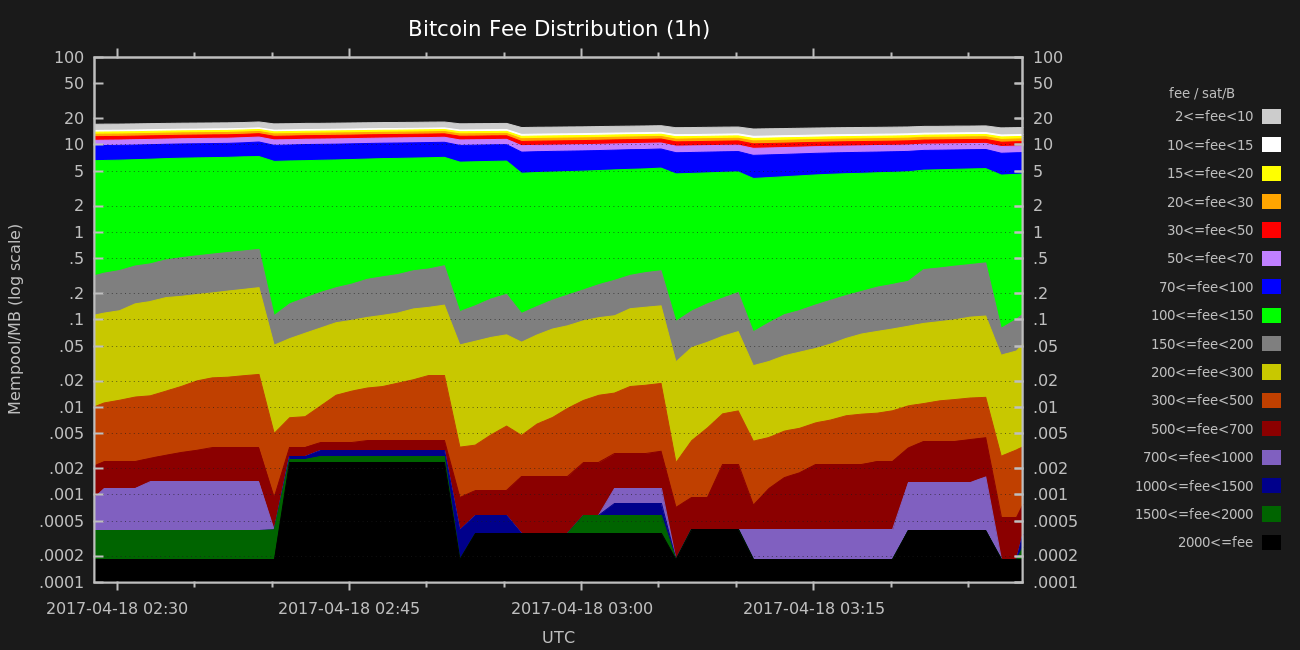 Bitcoin Fee Distribution (1h)
100
50
20
10
5
2
1
.5
.2
.1
.05
.02
.01
.005
.002
.001
.0005
.0002
.0001
Mempool/MB (log scale)
100
50
20
10
5
2
1
.5
.2
.1
.05
.02
.01
.005
.002
.001
.0005
.0002
.0001
2017-04-18 02:30
2017-04-18 02:45
2017-04-18 03:00
2017-04-18 03:15
UTC
fee / sat/B
2<=fee<10
10<=fee<15
15<=fee<20
20<=fee<30
30<=fee<50
50<=fee<70
70<=fee<100
100<=fee<150
150<=fee<200
200<=fee<300
300<=fee<500
500<=fee<700
700<=fee<1000
1000<=fee<1500
1500<=fee<2000
2000<=fee